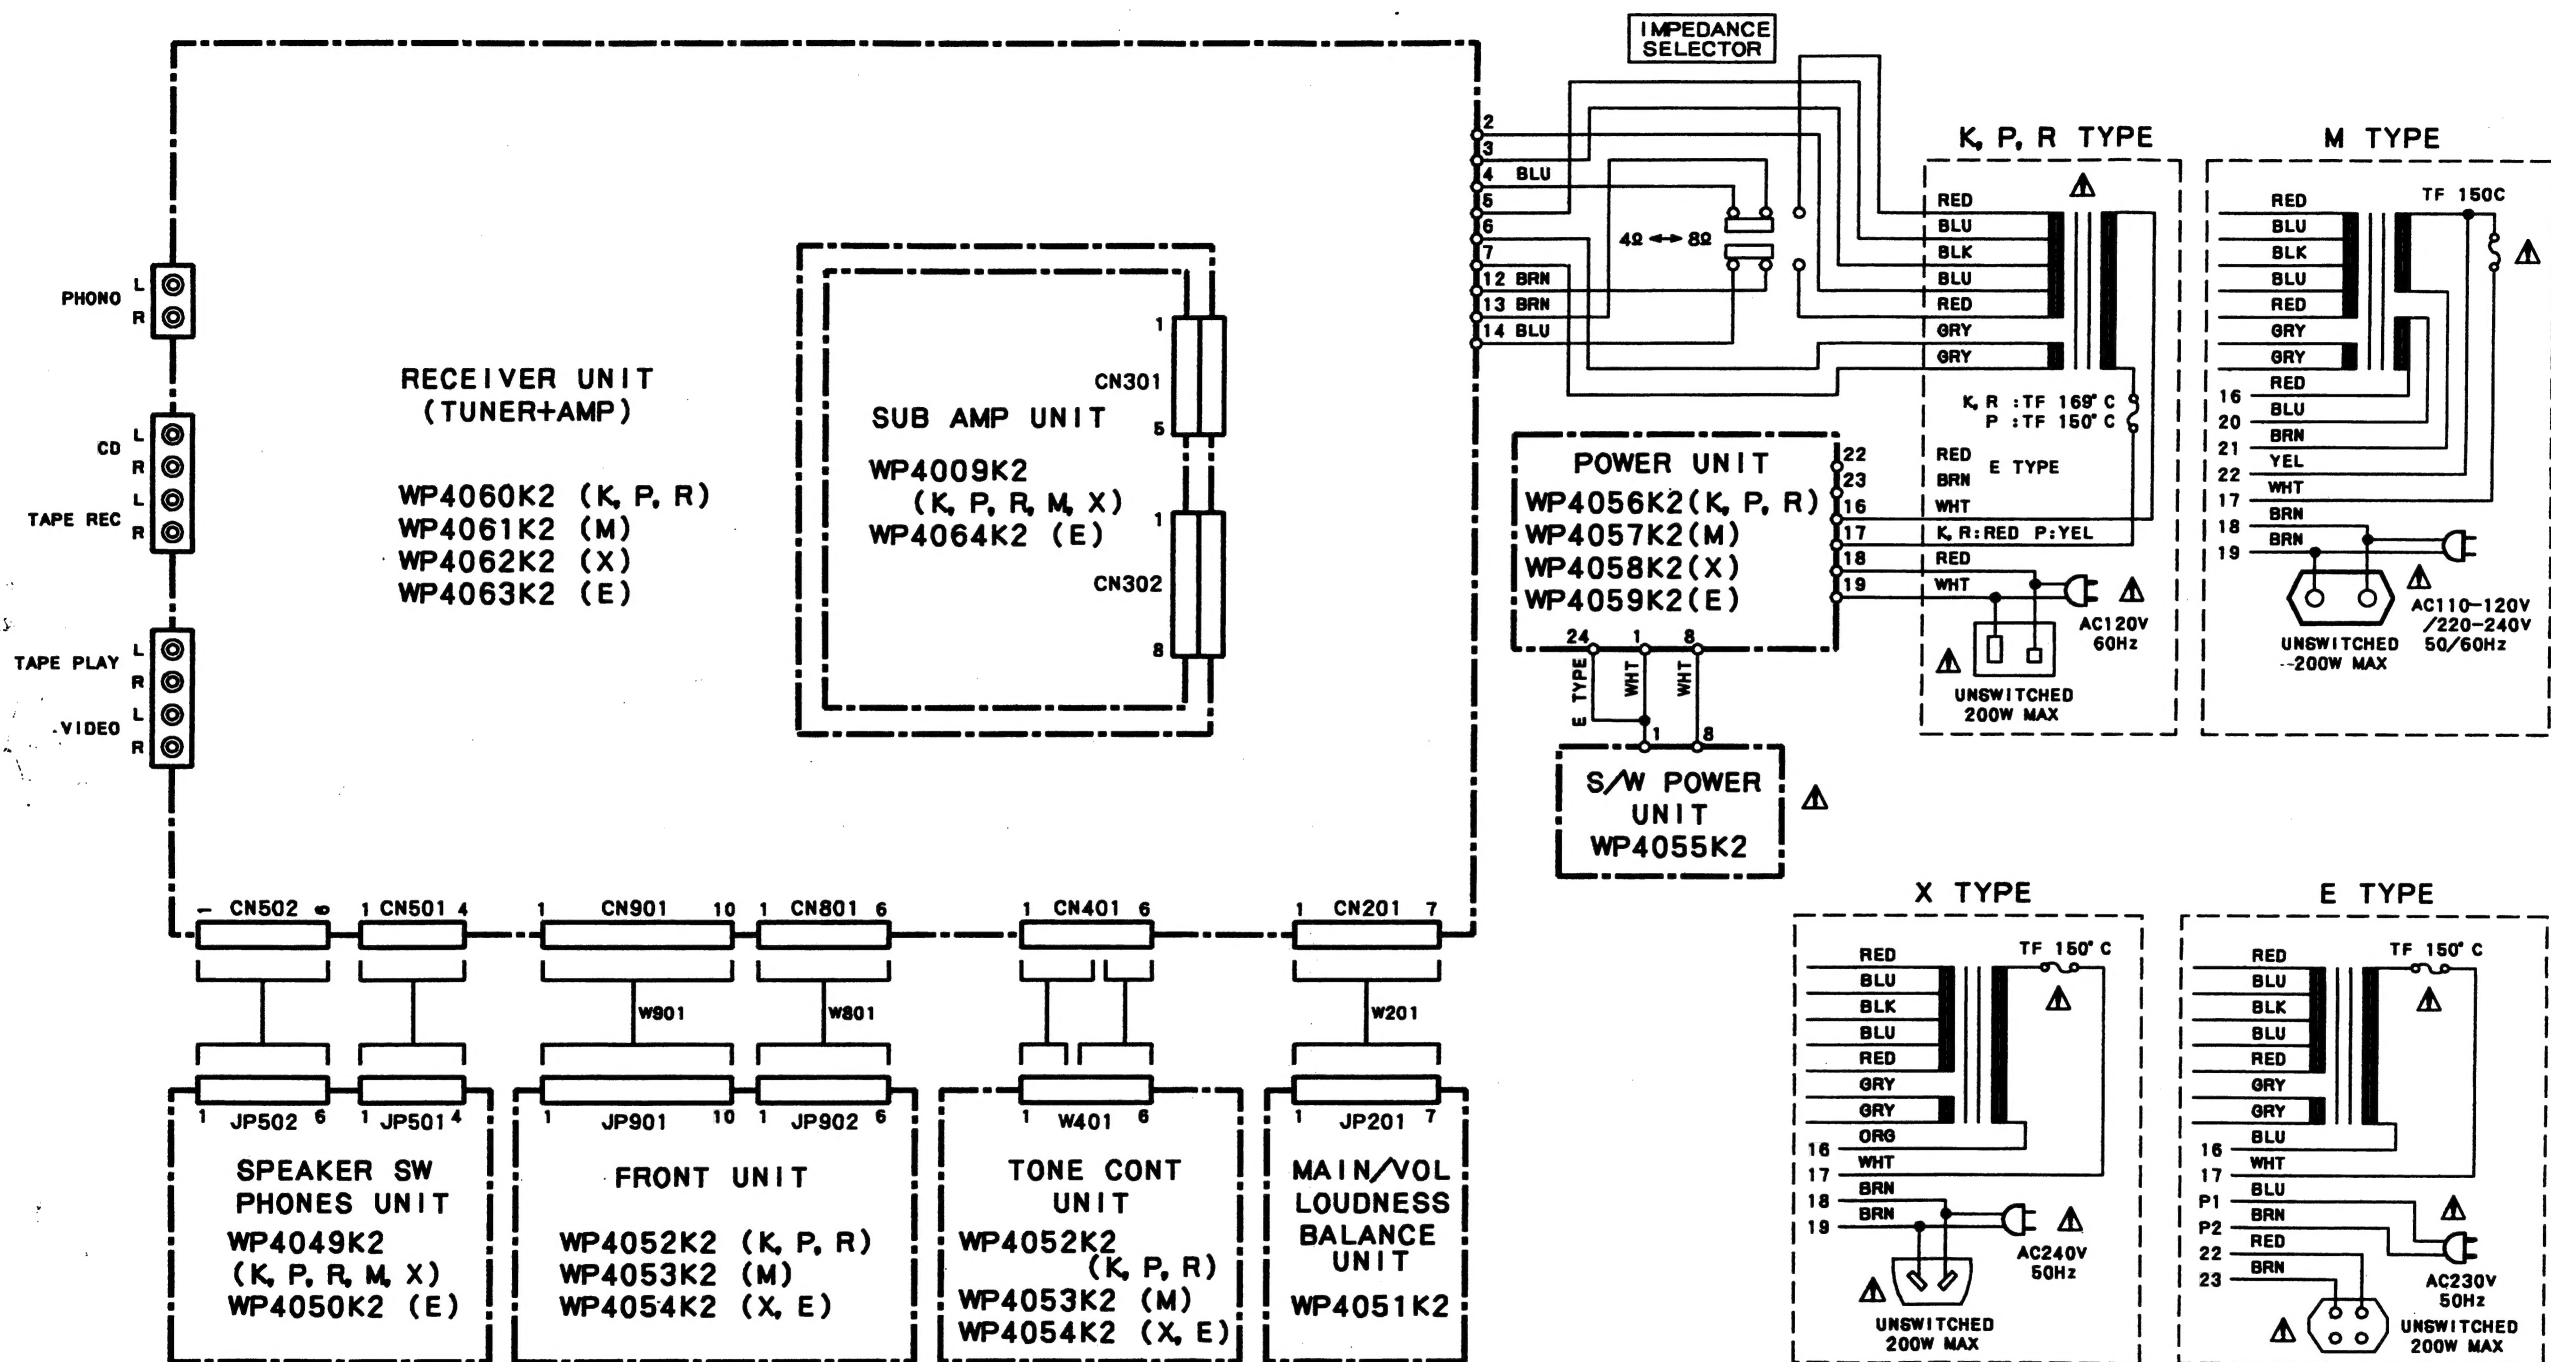 IMPEDANCE
SELECTOR
2
3
4 BLU
5
6
7
12 BRN
13 BRN
14 BLU
4Ω ↔ 8Ω
PHONO
L
R
CD
L
R
TAPE REC
L
R
TAPE PLAY
L
R
VIDEO
L
R
RECEIVER UNIT
(TUNER+AMP)
WP4060K2 (K, P, R)
WP4061K2 (M)
WP4062K2 (X)
WP4063K2 (E)
SUB AMP UNIT
WP4009K2
(K, P, R, M, X)
WP4064K2 (E)
1
CN301
5
1
CN302
8
K, P, R TYPE
RED
BLU
BLK
BLU
RED
GRY
GRY
K, R :TF 169°C
P :TF 150°C
RED
E TYPE
BRN
WHT
K, R:RED P:YEL
RED
WHT
AC120V
60Hz
UNSWITCHED
200W MAX
M TYPE
TF 150C
RED
BLU
BLK
BLU
RED
GRY
GRY
RED
16
BLU
20
BRN
21
YEL
22
WHT
17
BRN
18
BRN
19
AC110-120V
/220-240V
50/60Hz
UNSWITCHED
200W MAX
POWER UNIT
WP4056K2(K, P, R)
WP4057K2(M)
WP4058K2(X)
WP4059K2(E)
22
23
16
17
18
19
24 1 8
E TYPE
WHT
WHT
1 8
S/W POWER
UNIT
WP4055K2
1 CN502 6
1 CN501 4
1 CN901 10
1 CN801 6
1 CN401 6
1 CN201 7
W901
W801
W201
1 JP502 6
1 JP501 4
1 JP901 10
1 JP902 6
1 W401 6
1 JP201 7
SPEAKER SW
PHONES UNIT
WP4049K2
(K, P, R, M, X)
WP4050K2 (E)
FRONT UNIT
WP4052K2 (K, P, R)
WP4053K2 (M)
WP4054K2 (X, E)
TONE CONT
UNIT
WP4052K2
(K, P, R)
WP4053K2 (M)
WP4054K2 (X, E)
MAIN/VOL
LOUDNESS
BALANCE
UNIT
WP4051K2
X TYPE
TF 150°C
RED
BLU
BLK
BLU
RED
GRY
GRY
ORG
16
WHT
17
BRN
18
BRN
19
AC240V
50Hz
UNSWITCHED
200W MAX
E TYPE
TF 150°C
RED
BLU
BLK
BLU
RED
GRY
GRY
BLU
16
WHT
17
BLU
P1
BRN
P2
RED
22
BRN
23
AC230V
50Hz
UNSWITCHED
200W MAX